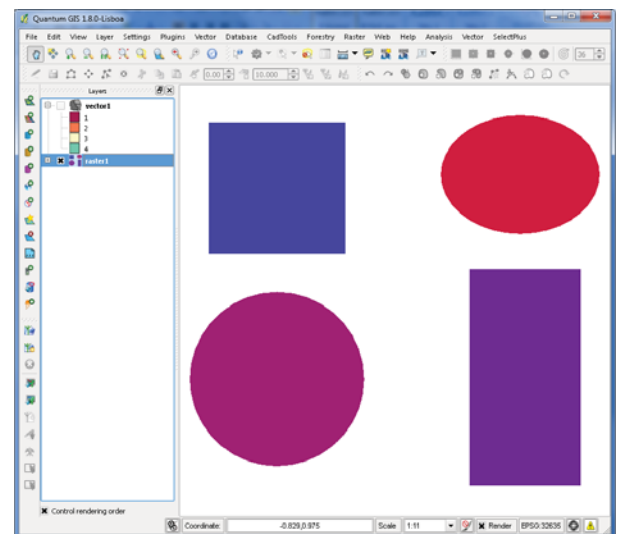 Quantum GIS 1.8.0-Lisboa
File Edit View Layer Settings Plugins Vector Database CadTools Forestry Raster Web Help Analysis Vector SelectPlus
36
0.00 10.000
Layers
vector1
1
2
3
4
raster1
Control rendering order
Coordinate: -0.829,0.975 Scale 1:11 Render EPSG:32635